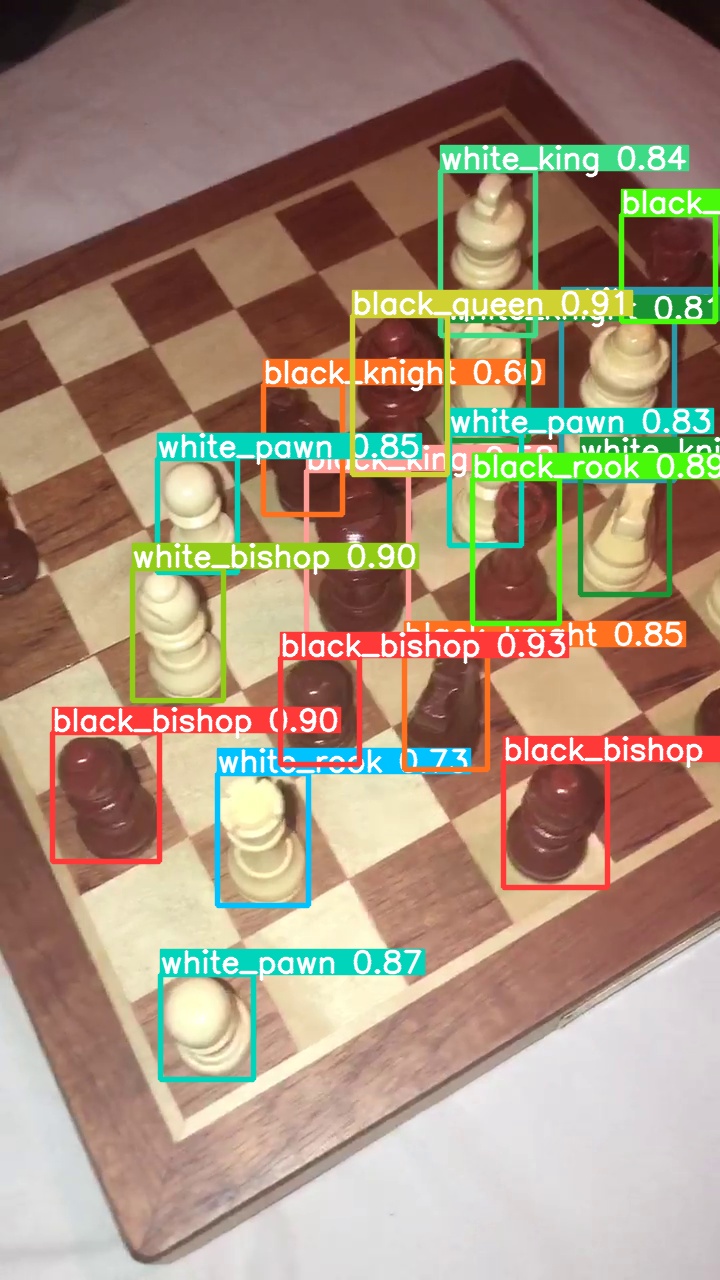 white_king 0.84
black_
black_queen 0.91
0.81
black_knight 0.60
white_pawn 0.83
white_pawn 0.85
black_rook 0.89
white_bishop 0.90
black_bishop 0.93
0.85
black_bishop 0.90
white_rook 0.73
black_bishop
white_pawn 0.87